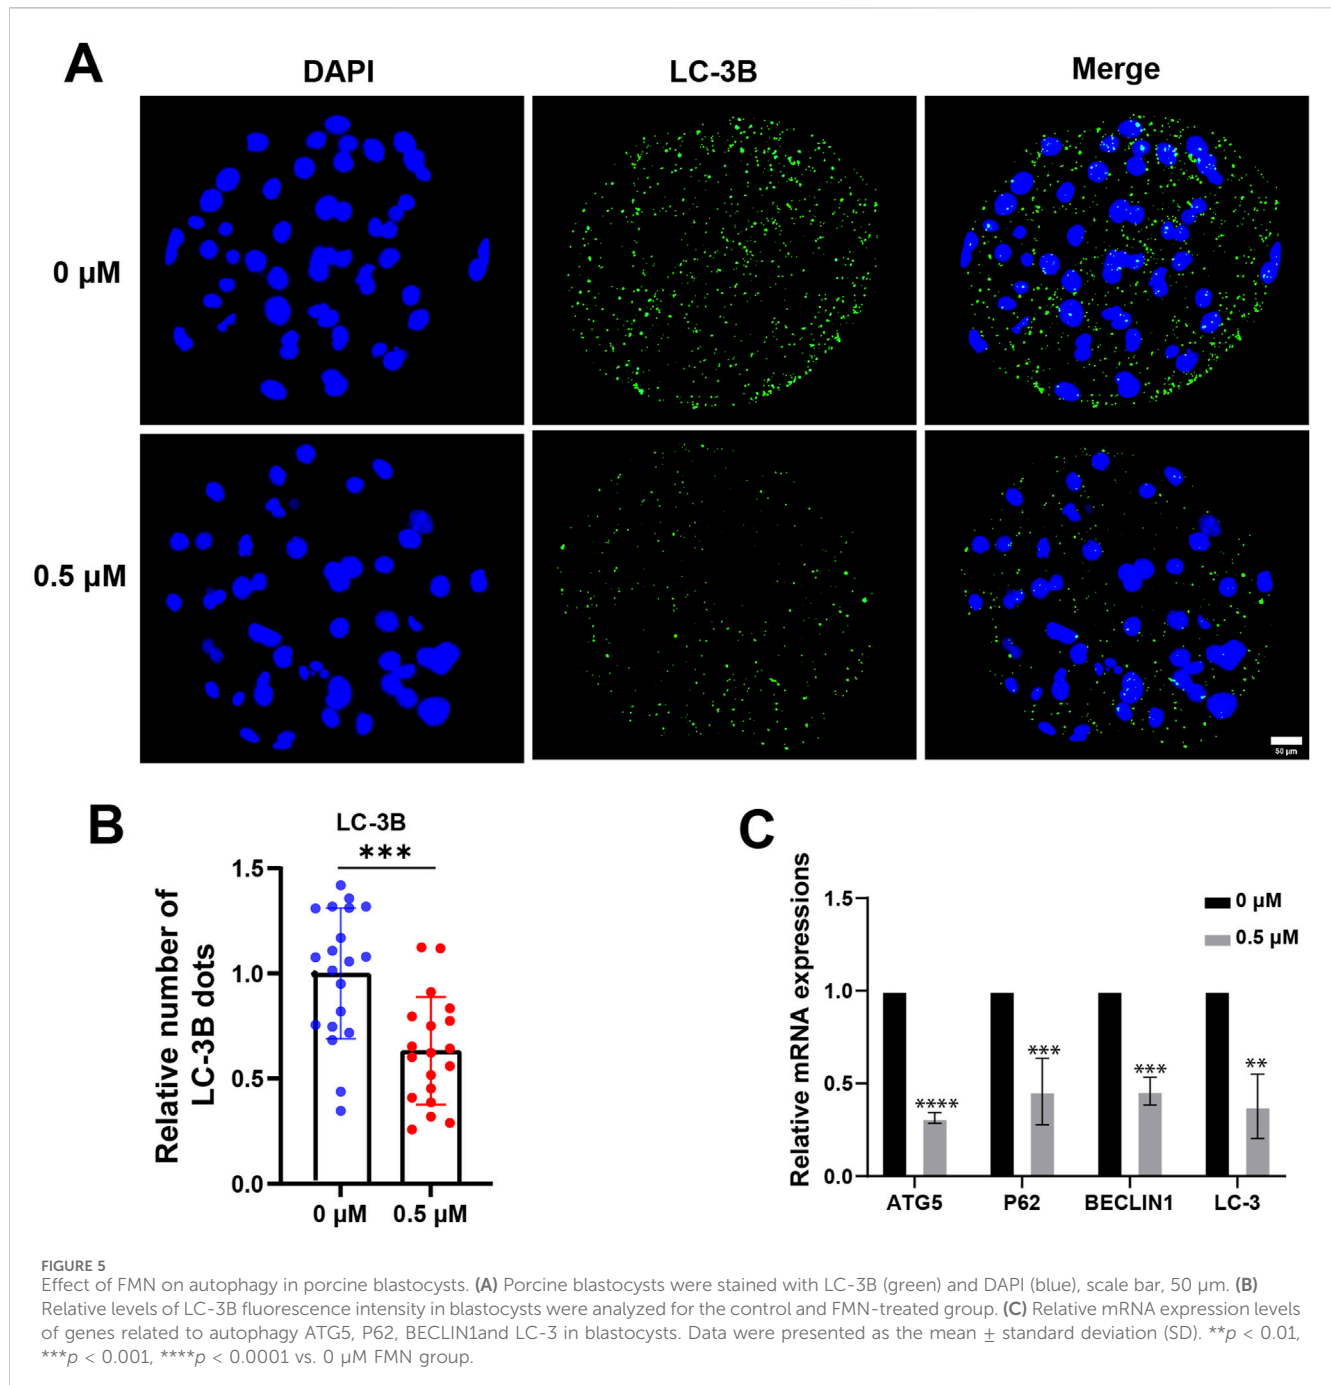 A
DAPI
LC-3B
Merge
0 µM
0.5 µM
50 µm
B
LC-3B
***
Relative number of
LC-3B dots
1.5
1.0
0.5
0.0
0 µM
0.5 µM
C
Relative mRNA expressions
1.5
1.0
0.5
0.0
0 µM
0.5 µM
****
***
***
**
ATG5
P62
BECLIN1
LC-3
FIGURE 5
Effect of FMN on autophagy in porcine blastocysts. (A) Porcine blastocysts were stained with LC-3B (green) and DAPI (blue), scale bar, 50 µm. (B)
Relative levels of LC-3B fluorescence intensity in blastocysts were analyzed for the control and FMN-treated group. (C) Relative mRNA expression levels
of genes related to autophagy ATG5, P62, BECLIN1and LC-3 in blastocysts. Data were presented as the mean ± standard deviation (SD). **p < 0.01,
***p < 0.001, ****p < 0.0001 vs. 0 µM FMN group.